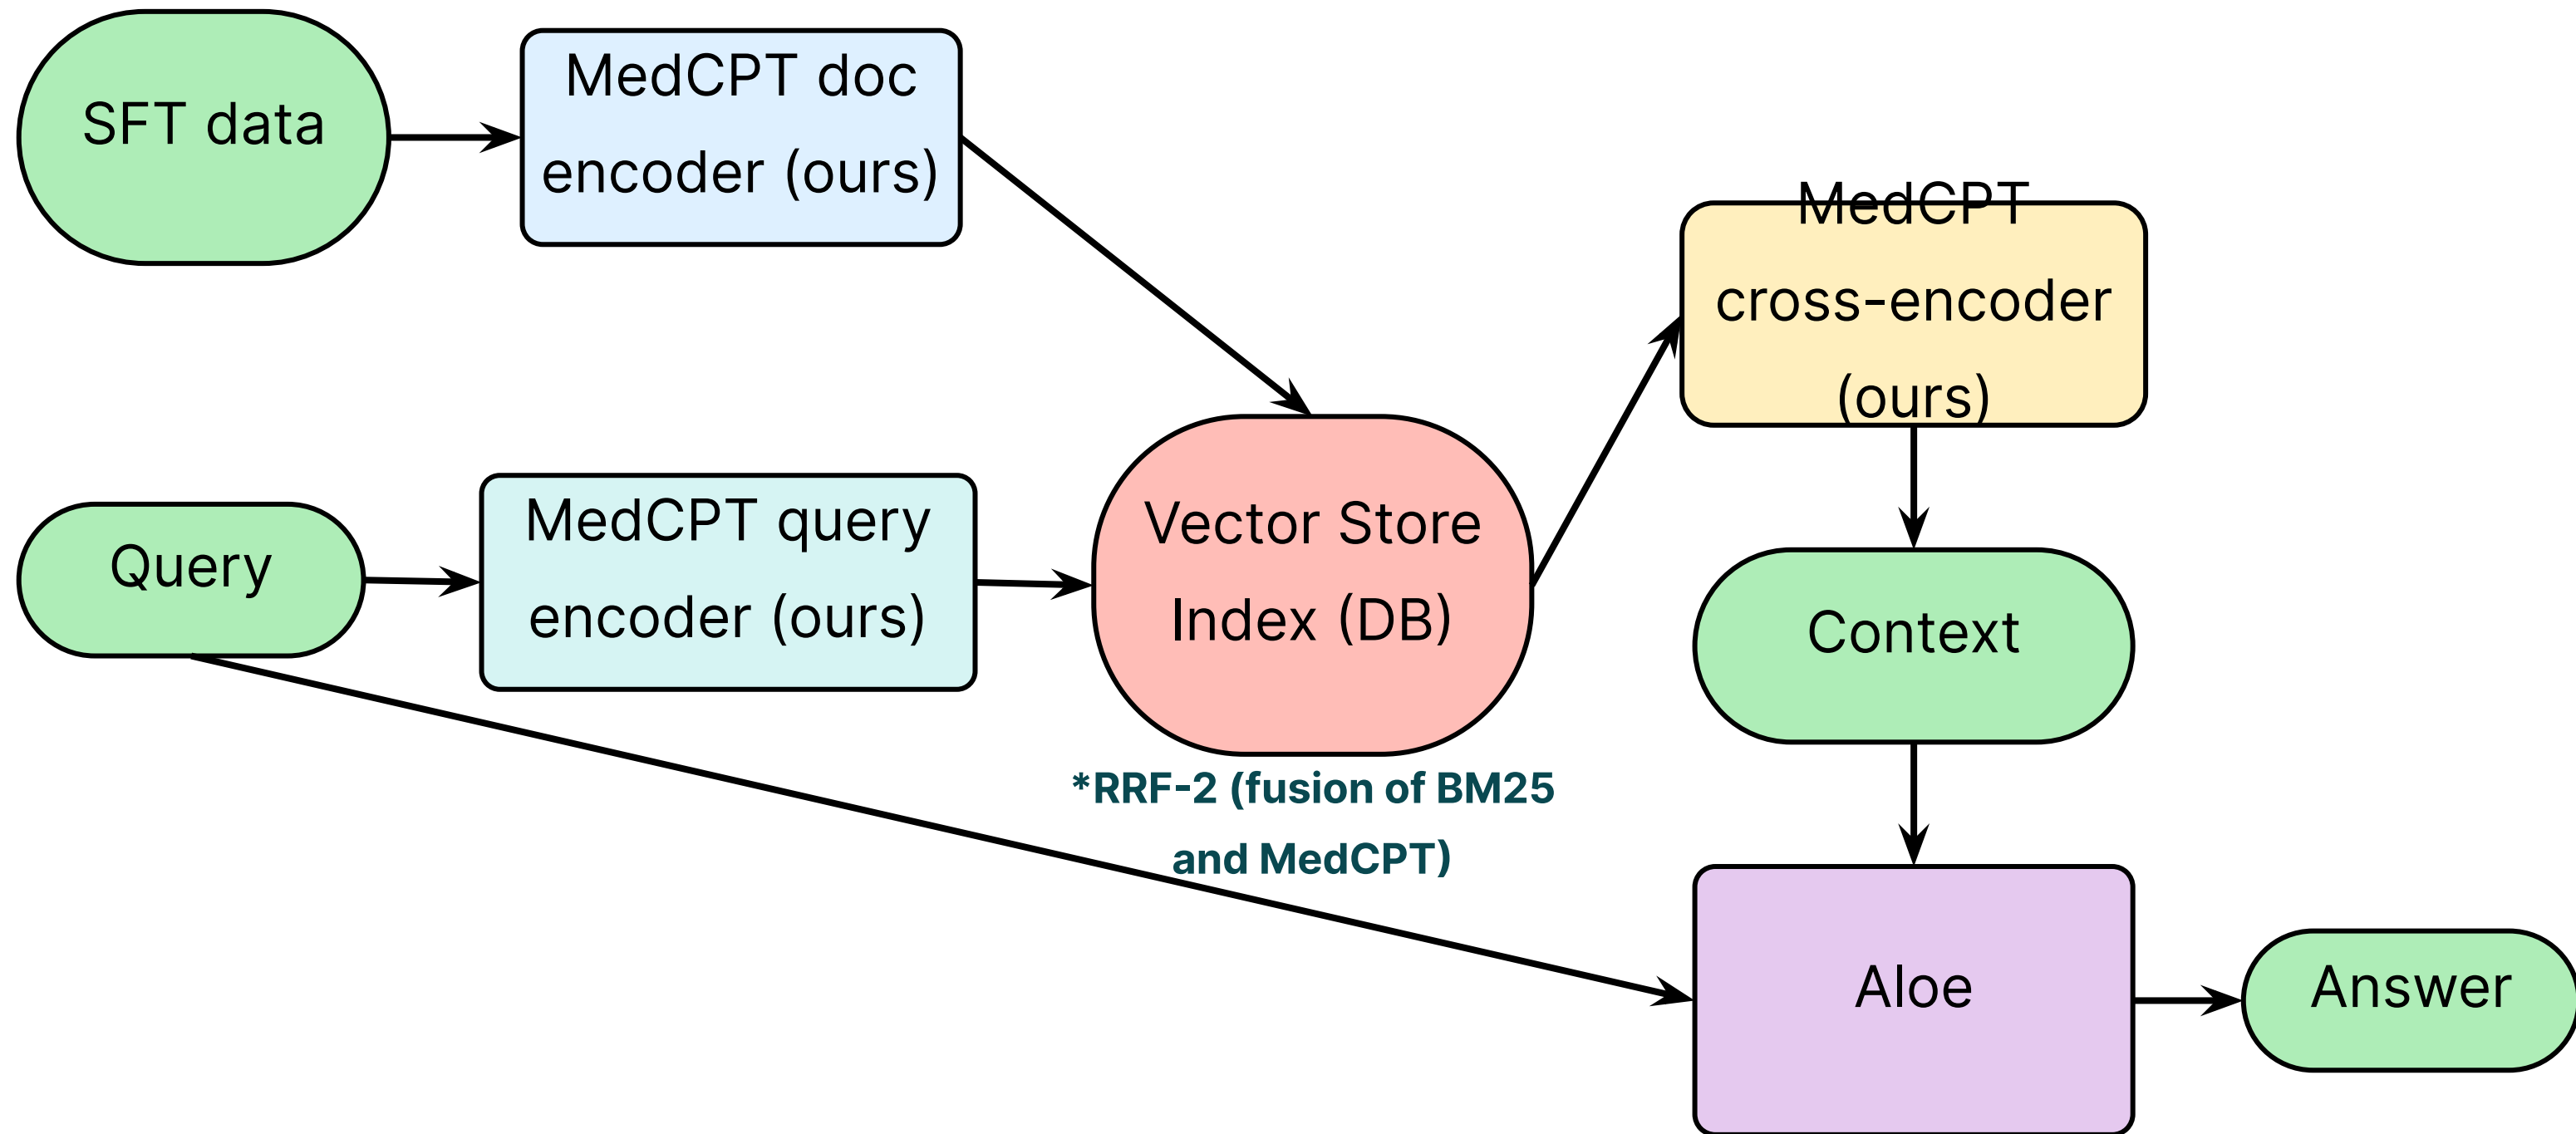 SFT data
MedCPT doc
encoder (ours)
MedCPT
cross-encoder
(ours)
Query
MedCPT query
encoder (ours)
Vector Store
Index (DB)
*RRF-2 (fusion of BM25
and MedCPT)
Context
Aloe
Answer